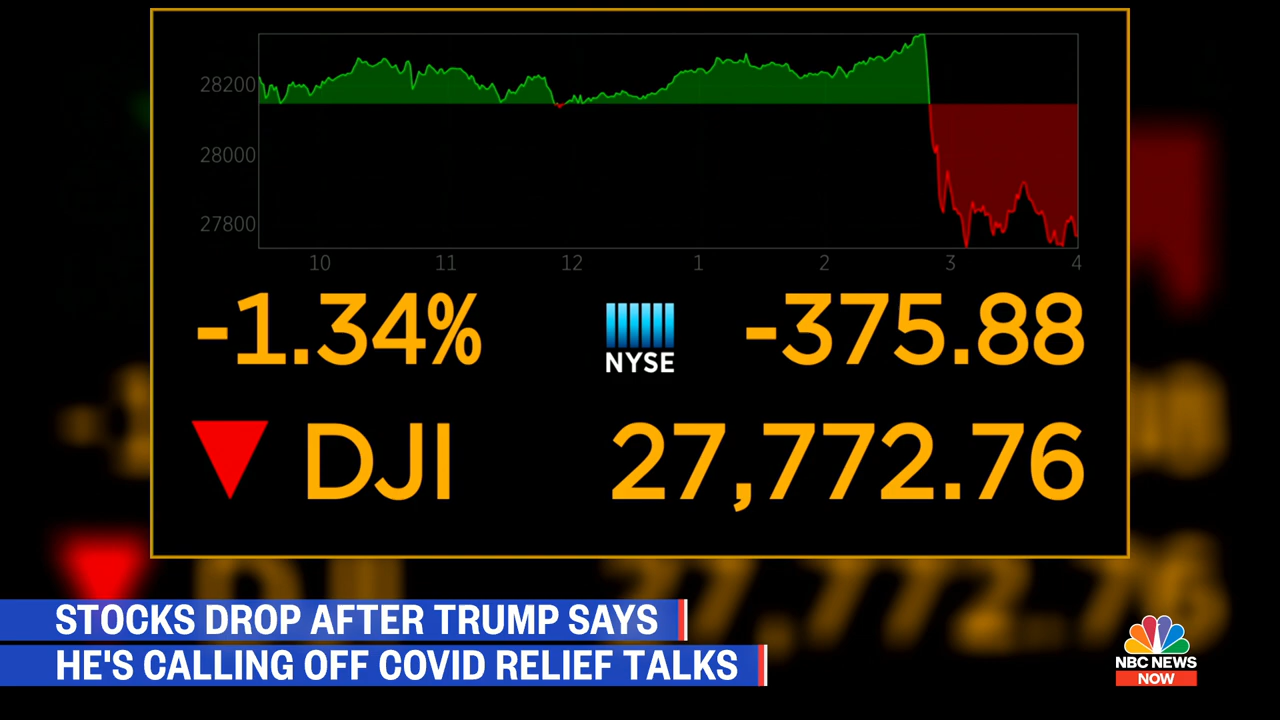 28200
28000
27800
10 11 12 1 2 3 4
-1.34% NYSE -375.88
DJI 27,772.76
STOCKS DROP AFTER TRUMP SAYS
HE'S CALLING OFF COVID RELIEF TALKS
NBC NEWS
NOW